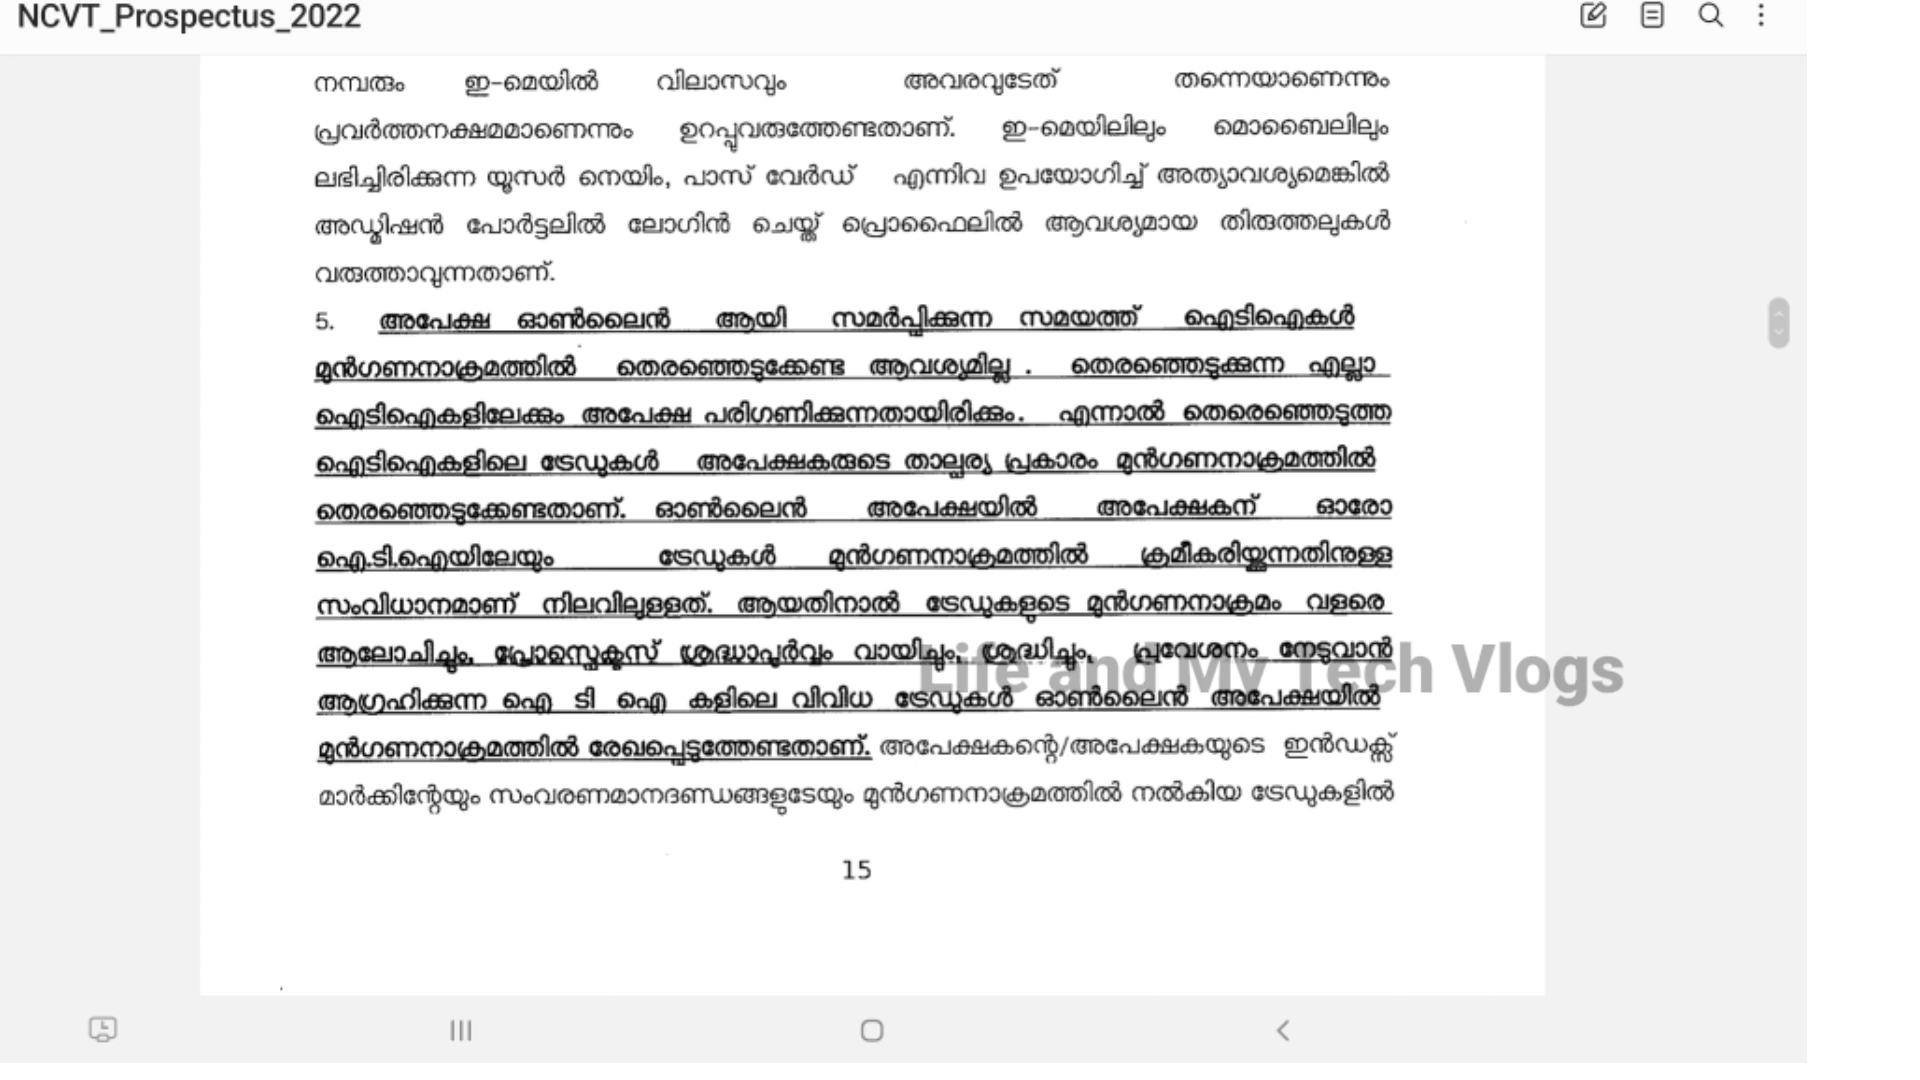 NCVT_Prospectus_2022
നമ്പരും ഇ-മെയിൽ വിലാസവും അവരവുടേത് തന്നെയാണെന്നും
പ്രവർത്തനക്ഷമമാണെന്നും ഉറപ്പുവരുത്തേണ്ടതാണ്. ഇ-മെയിലിലും മൊബൈലിലും
ലഭിച്ചിരിക്കുന്ന യൂസർ നെയിം, പാസ് വേർഡ് എന്നിവ ഉപയോഗിച്ച് അത്യാവശ്യമെങ്കിൽ
അഡ്മിഷൻ പോർട്ടലിൽ ലോഗിൻ ചെയ്ത് പ്രൊഫൈലിൽ ആവശ്യമായ തിരുത്തലുകൾ
വരുത്താവുന്നതാണ്.
5. അപേക്ഷ ഓൺലൈൻ ആയി സമർപ്പിക്കുന്ന സമയത്ത് ഐടിഐകൾ
മുൻഗണനാക്രമത്തിൽ തെരഞ്ഞെടുക്കേണ്ട ആവശ്യമില്ല . തെരഞ്ഞെടുക്കുന്ന എല്ലാ
ഐടിഐകളിലേക്കും അപേക്ഷ പരിഗണിക്കുന്നതായിരിക്കും. എന്നാൽ തെരെഞ്ഞെടുത്ത
ഐടിഐകളിലെ ട്രേഡുകൾ അപേക്ഷകരുടെ താല്പര്യ പ്രകാരം മുൻഗണനാക്രമത്തിൽ
തെരഞ്ഞെടുക്കേണ്ടതാണ്. ഓൺലൈൻ അപേക്ഷയിൽ അപേക്ഷകന് ഓരോ
ഐ.ടി.ഐയിലേയും ട്രേഡുകൾ മുൻഗണനാക്രമത്തിൽ ക്രമീകരിയ്ക്കുന്നതിനുള്ള
സംവിധാനമാണ് നിലവിലുള്ളത്. ആയതിനാൽ ട്രേഡുകളുടെ മുൻഗണനാക്രമം വളരെ
ആലോചിച്ചും, പ്രോസ്പെക്ടസ് ശ്രദ്ധാപൂർവ്വം വായിച്ചും, ശ്രദ്ധിച്ചും, പ്രവേശനം നേടുവാൻ
Life and My Tech Vlogs
ആഗ്രഹിക്കുന്ന ഐ ടി ഐ കളിലെ വിവിധ ട്രേഡുകൾ ഓൺലൈൻ അപേക്ഷയിൽ
മുൻഗണനാക്രമത്തിൽ രേഖപ്പെടുത്തേണ്ടതാണ്. അപേക്ഷകന്റെ/അപേക്ഷകയുടെ ഇൻഡക്സ്
മാർക്കിന്റേയും സംവരണമാനദണ്ഡങ്ങളുടേയും മുൻഗണനാക്രമത്തിൽ നൽകിയ ട്രേഡുകളിൽ
15